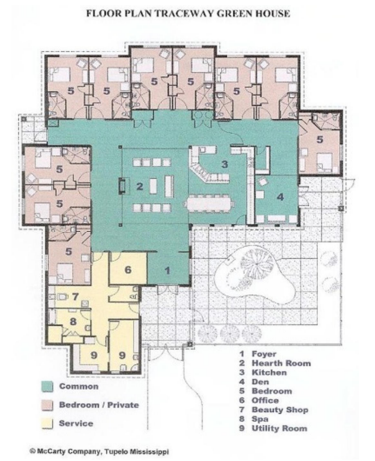 FLOOR PLAN TRACEWAY GREEN HOUSE
5 5 5 5 5 5
5
3
5
2
4
5
5
6
1
7
8
9
9
1 Foyer
2 Hearth Room
3 Kitchen
4 Den
5 Bedroom
6 Office
7 Beauty Shop
8 Spa
9 Utility Room
Common
Bedroom / Private
Service
© McCarty Company, Tupelo Mississippi